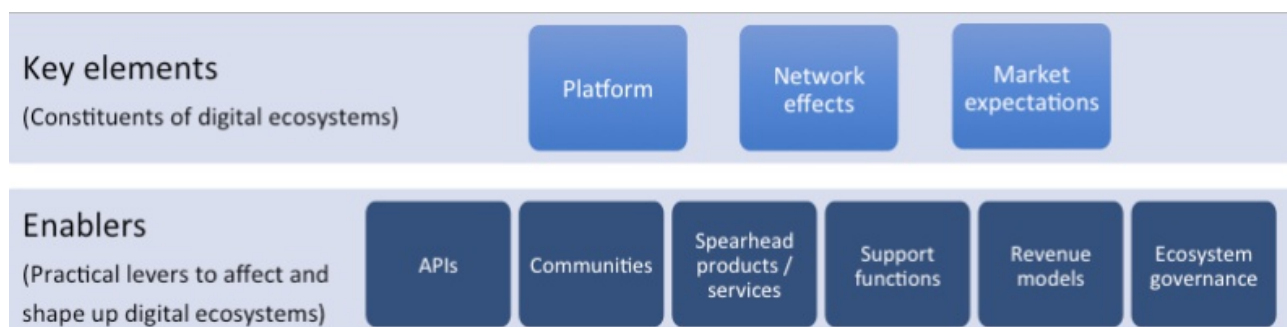 Key elements
(Constituents of digital ecosystems)
Platform
Network
effects
Market
expectations
Enablers
(Practical levers to affect and
shape up digital ecosystems)
APIs
Communities
Spearhead
products /
services
Support
functions
Revenue
models
Ecosystem
governance